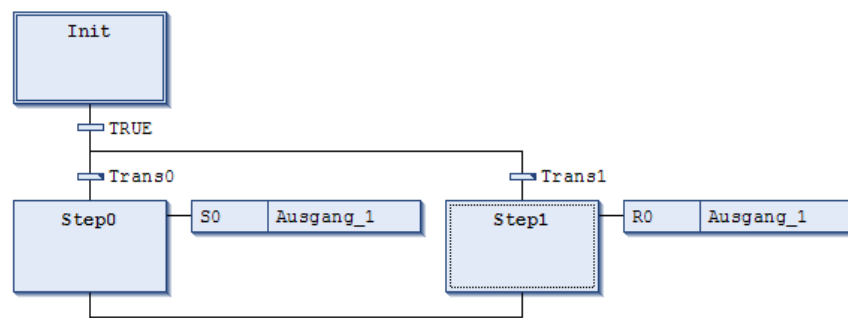 Init
TRUE
Trans0
Trans1
Step0
S0
Ausgang_1
Step1
R0
Ausgang_1